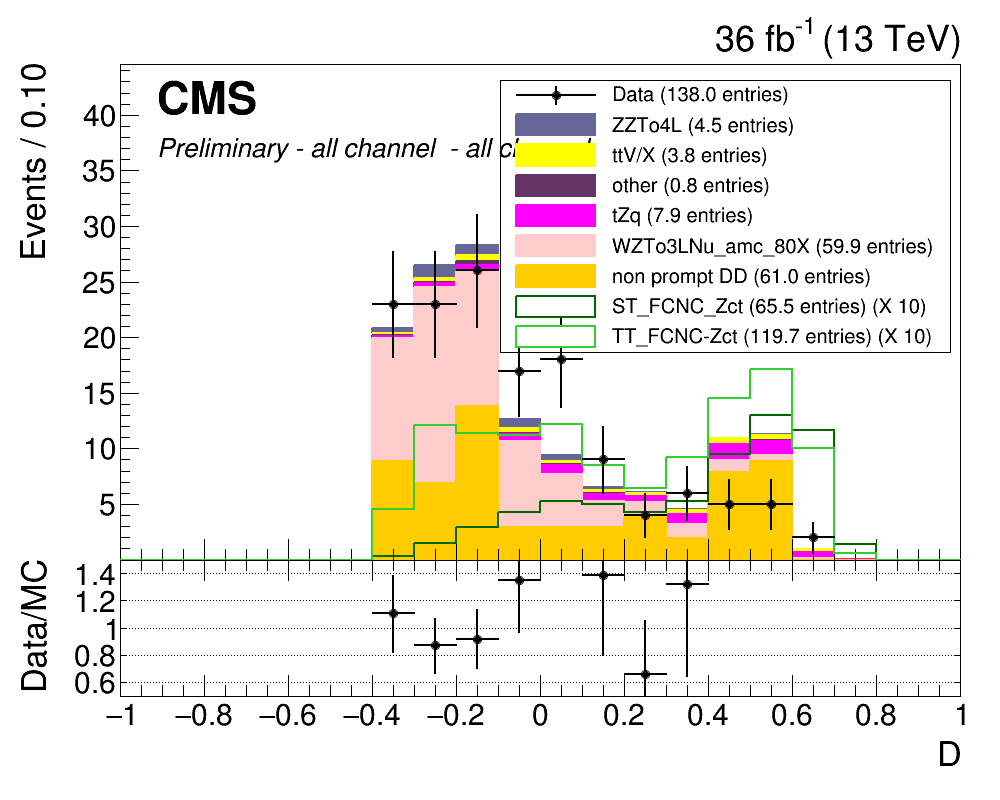 36 fb-1 (13 TeV)
Events / 0.10
CMS
Preliminary - all channel - all c
Data (138.0 entries)
ZZTo4L (4.5 entries)
ttV/X (3.8 entries)
other (0.8 entries)
tZq (7.9 entries)
WZTo3LNu_amc_80X (59.9 entries)
non prompt DD (61.0 entries)
ST_FCNC_Zct (65.5 entries) (X 10)
TT_FCNC-Zct (119.7 entries) (X 10)
40
35
30
25
20
15
10
5
Data/MC
1.4
1.2
1
0.8
0.6
−1 −0.8 −0.6 −0.4 −0.2 0 0.2 0.4 0.6 0.8 1
D